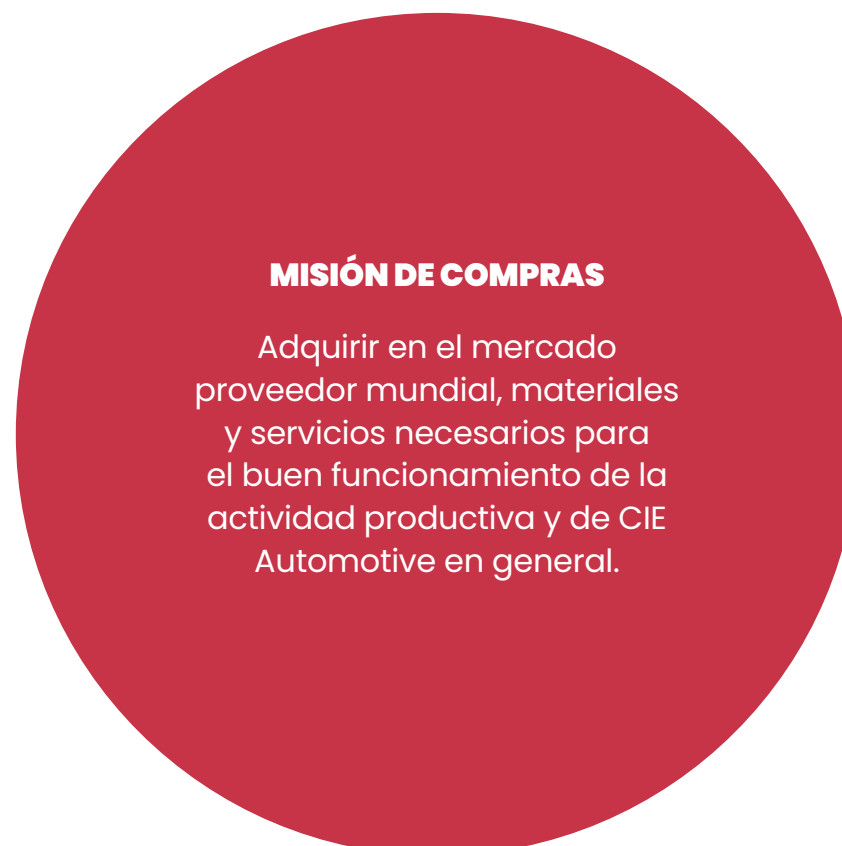 MISIÓN DE COMPRAS
Adquirir en el mercado
proveedor mundial, materiales
y servicios necesarios para
el buen funcionamiento de la
actividad productiva y de CIE
Automotive en general.